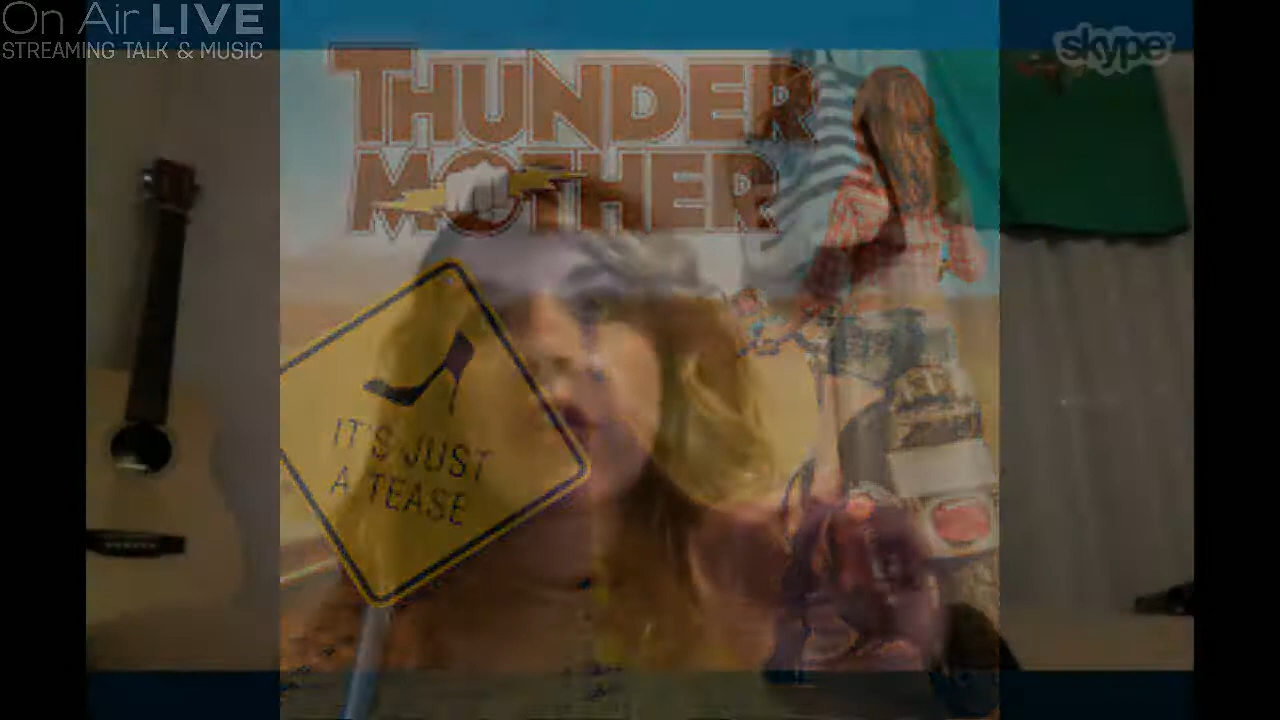 On Air LIVE
STREAMING TALK & MUSIC
skype
THUNDER
MOTHER
IT'S JUST
A TEASE